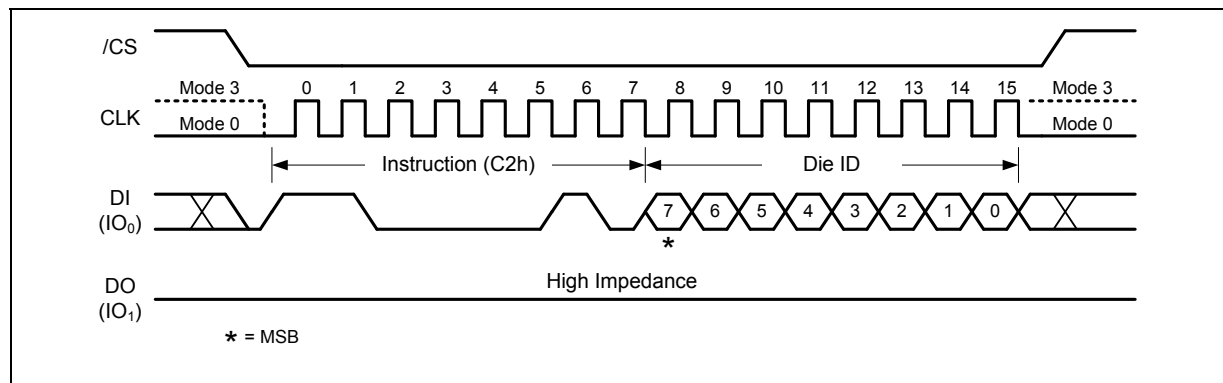 /CS
Mode 3 0 1 2 3 4 5 6 7 8 9 10 11 12 13 14 15 Mode 3
CLK
Mode 0 Mode 0
Instruction (C2h) Die ID
DI
(IO₀)
7 6 5 4 3 2 1 0
*
High Impedance
DO
(IO₁)
* = MSB